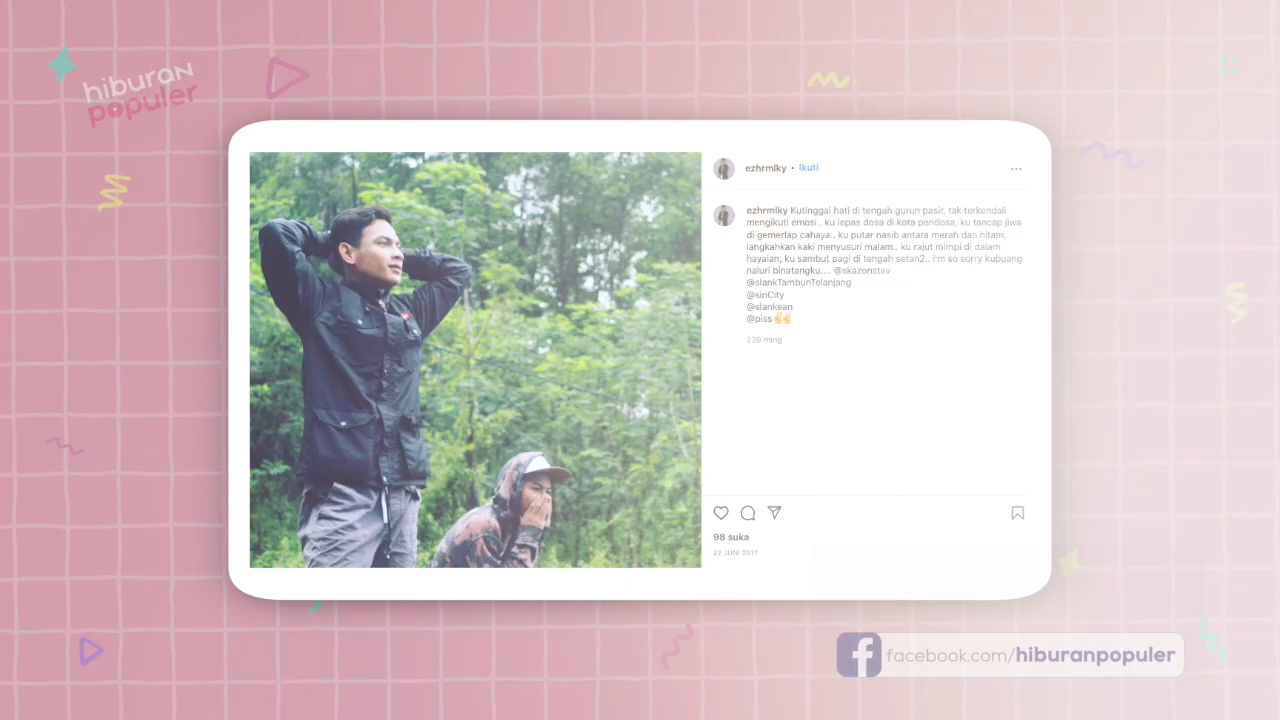 hiburan
populer
ezhrmlky • Ikuti
ezhrmlky Kutinggal hati di tengah gurun pasir, tak terkendali
mengikuti emosi.. ku lepas dosa di kota pendosa, ku tancap jiwa
di gemerlap cahaya.. ku putar nasib antara merah dan hitam,
langkahkan kaki menyusuri malam.. ku rajut mimpi di dalam
hayalan, ku sambut pagi di tengah setan2.. i'm so sorry kubuang
naluri binatangku.... @skazonstev
@slankTambunTelanjang
@sinCity
@slankean
@piss✌️✌️
239 ming
98 suka
22 JUNI 2017
facebook.com/hiburanpopuler